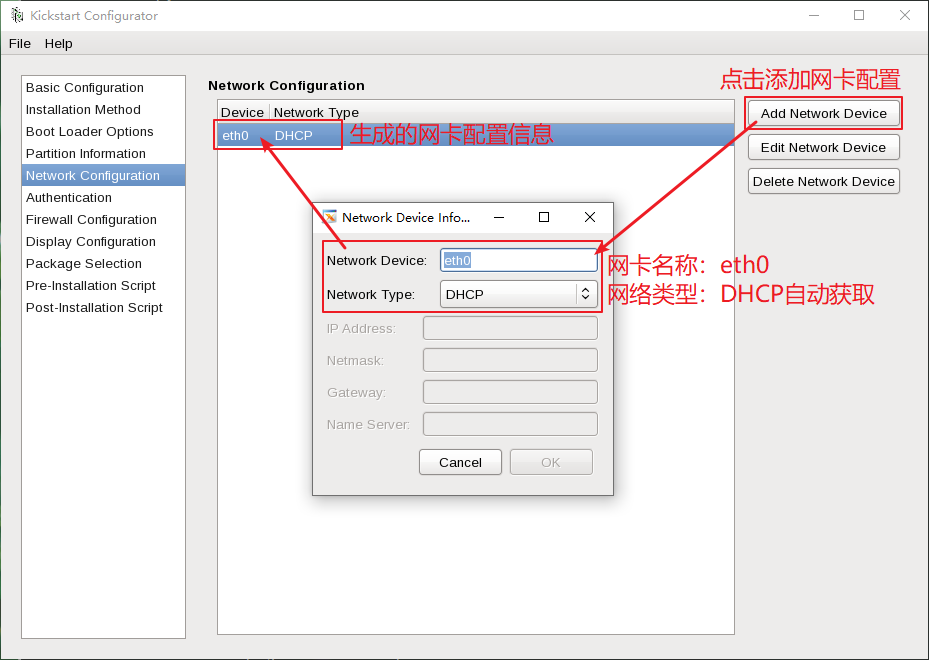 Kickstart Configurator
File Help
点击添加网卡配置
Basic Configuration
Installation Method
Boot Loader Options
Partition Information
Network Configuration
Authentication
Firewall Configuration
Display Configuration
Package Selection
Pre-Installation Script
Post-Installation Script
Network Configuration
Device Network Type
eth0 DHCP
生成的网卡配置信息
Add Network Device
Edit Network Device
Delete Network Device
Network Device Info...
Network Device: eth0
Network Type: DHCP
IP Address:
Netmask:
Gateway:
Name Server:
Cancel OK
网卡名称：eth0
网络类型：DHCP自动获取